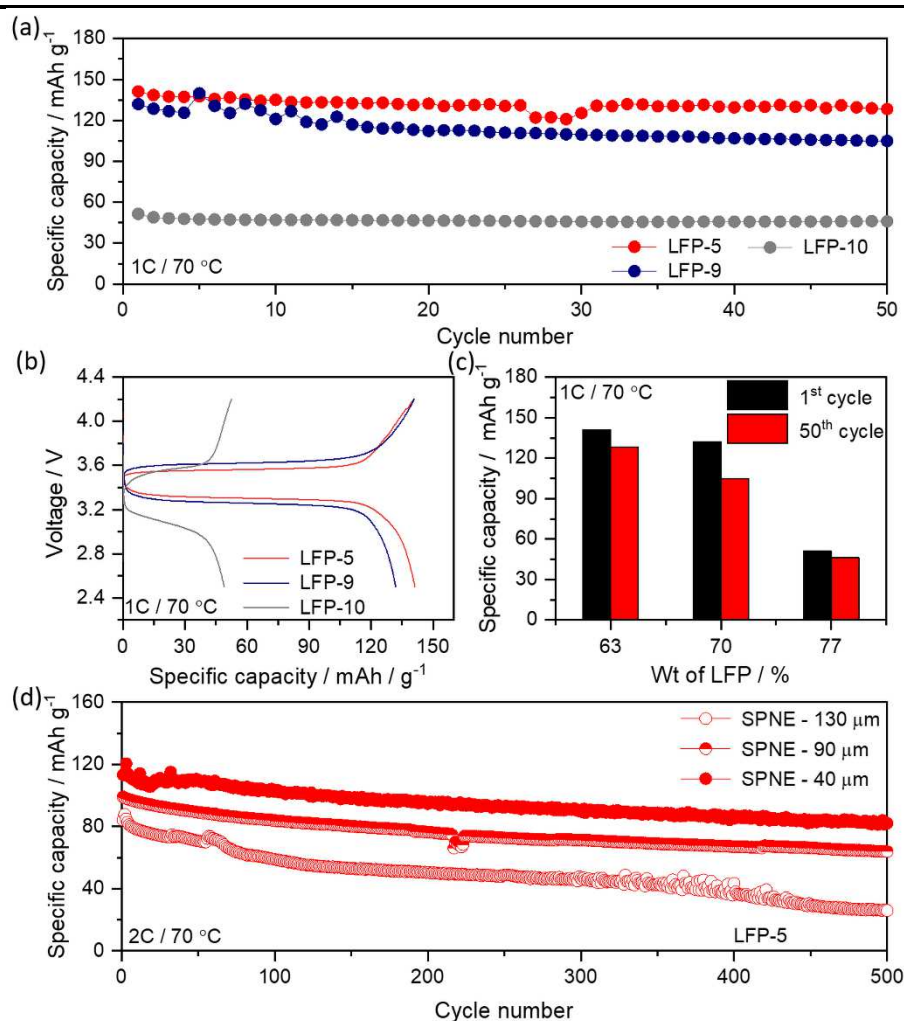 (a)
180
150
120
90
60
30
0
Specific capacity / mAh g⁻¹
1C / 70 °C
LFP-5
LFP-10
LFP-9
0
10
20
30
40
50
Cycle number
(b)
4.4
4.0
3.6
3.2
2.8
2.4
Voltage / V
LFP-5
LFP-9
LFP-10
1C / 70 °C
0
30
60
90
120
150
Specific capacity / mAh / g⁻¹
(c)
180
150
120
90
60
30
0
Specific capacity / mAh g⁻¹
1C / 70 °C
1st cycle
50th cycle
63
70
77
Wt of LFP / %
(d)
160
120
80
40
0
Specific capacity / mAh g⁻¹
SPNE - 130 μm
SPNE - 90 μm
SPNE - 40 μm
2C / 70 °C
LFP-5
0
100
200
300
400
500
Cycle number